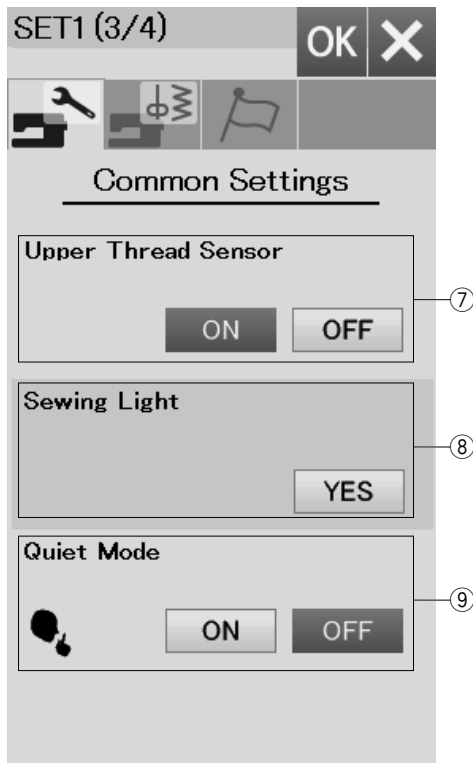 SET1 (3/4)
OK
Common Settings
Upper Thread Sensor
ON OFF
⑦
Sewing Light
YES
⑧
Quiet Mode
ON OFF
⑨